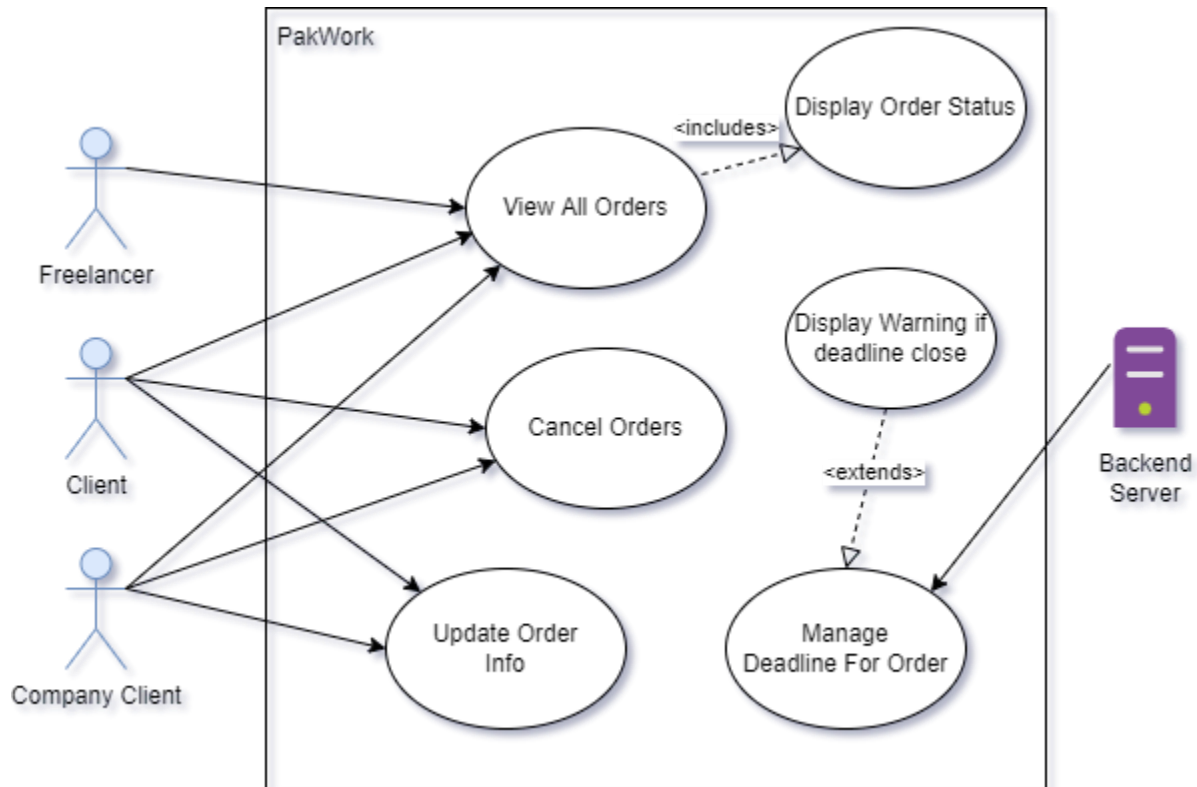 PakWork
Display Order Status
<includes>
View All Orders
Freelancer
Display Warning if
deadline close
Cancel Orders
Client
<extends>
Backend
Server
Update Order
Info
Manage
Deadline For Order
Company Client